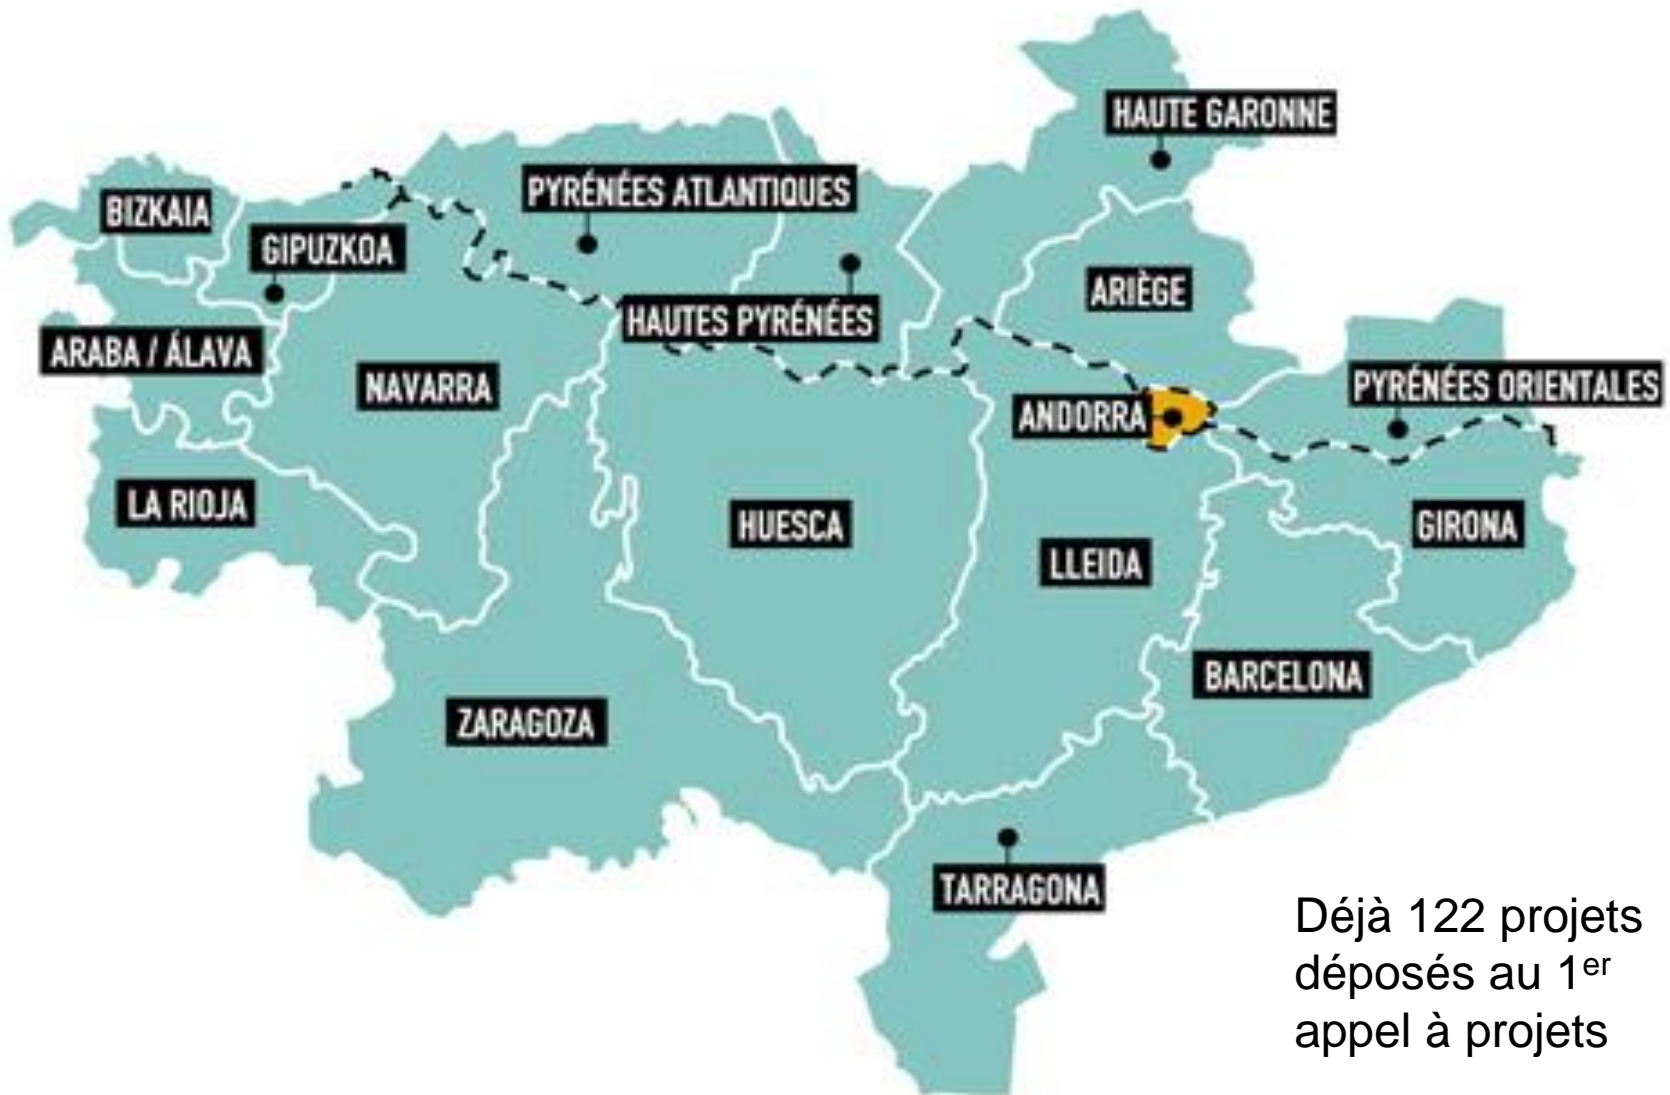 HAUTE GARONNE
PYRÉNÉES ATLANTIQUES
BIZKAIA
GIPUZKOA
ARIÈGE
HAUTES PYRÉNÉES
ARABA / ÁLAVA
NAVARRA
PYRÉNÉES ORIENTALES
ANDORRA
LA RIOJA
HUESCA
GIRONA
LLEIDA
BARCELONA
ZARAGOZA
TARRAGONA
Déjà 122 projets
déposés au 1er
appel à projets